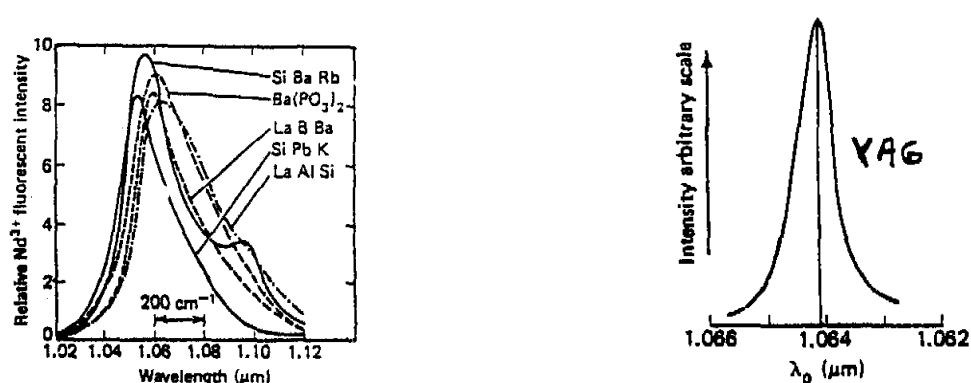 10
8
6
4
2
0
Relative Nd³⁺ fluorescent intensity
Si Ba Rb
Ba(PO₃)₂
La B Ba
Si Pb K
La Al Si
200 cm⁻¹
1.02 1.04 1.06 1.08 1.10 1.12
Wavelength (μm)
Intensity arbitrary scale
YAG
1.066 1.064 1.062
λ₀ (μm)